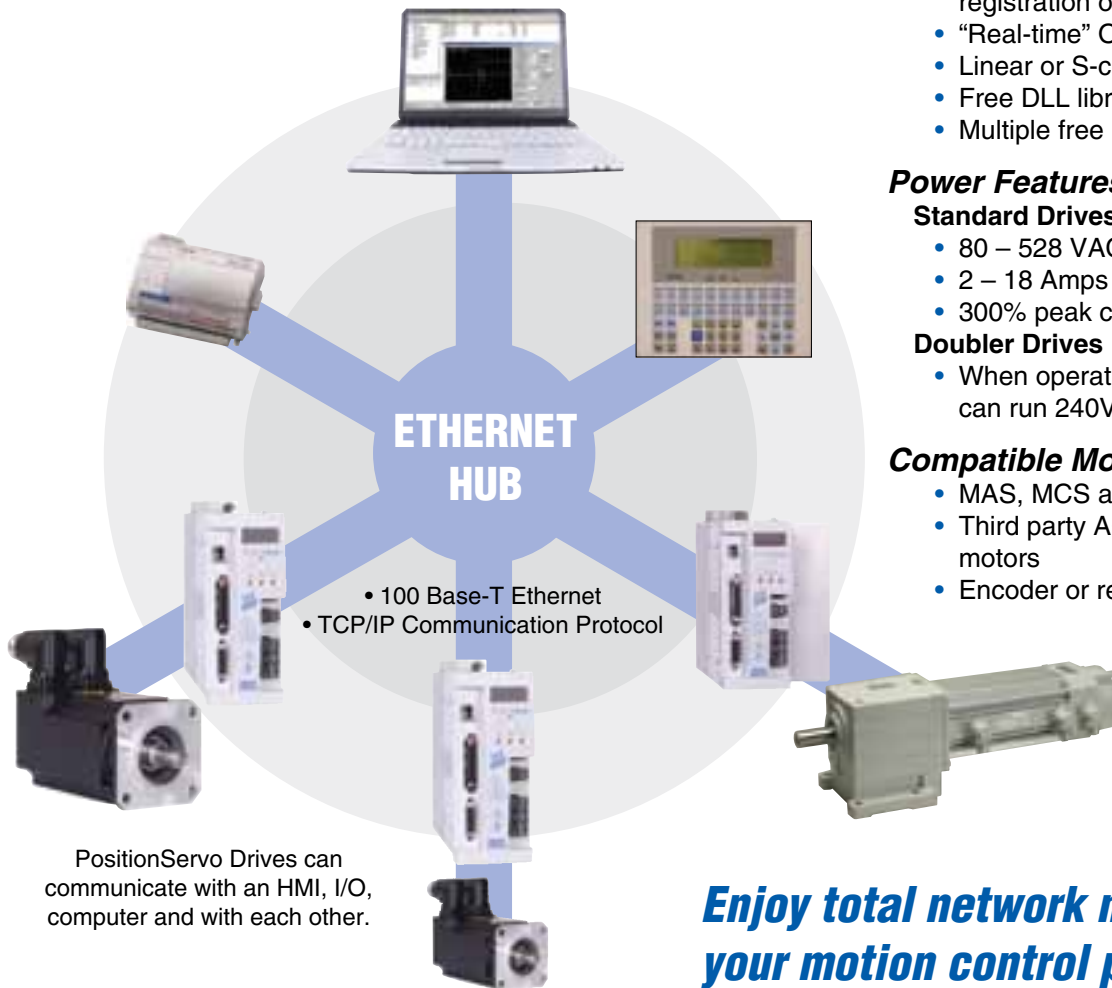 registration o
• “Real-time” C
• Linear or S-c
• Free DLL libr
• Multiple free
Power Features
Standard Drives
• 80 – 528 VAC
• 2 – 18 Amps
• 300% peak c
Doubler Drives
• When operat
can run 240V
Compatible Mo
• MAS, MCS a
• Third party A
motors
• Encoder or re
ETHERNET
HUB
• 100 Base-T Ethernet
• TCP/IP Communication Protocol
PositionServo Drives can
communicate with an HMI, I/O,
computer and with each other.
Enjoy total network m
your motion control p